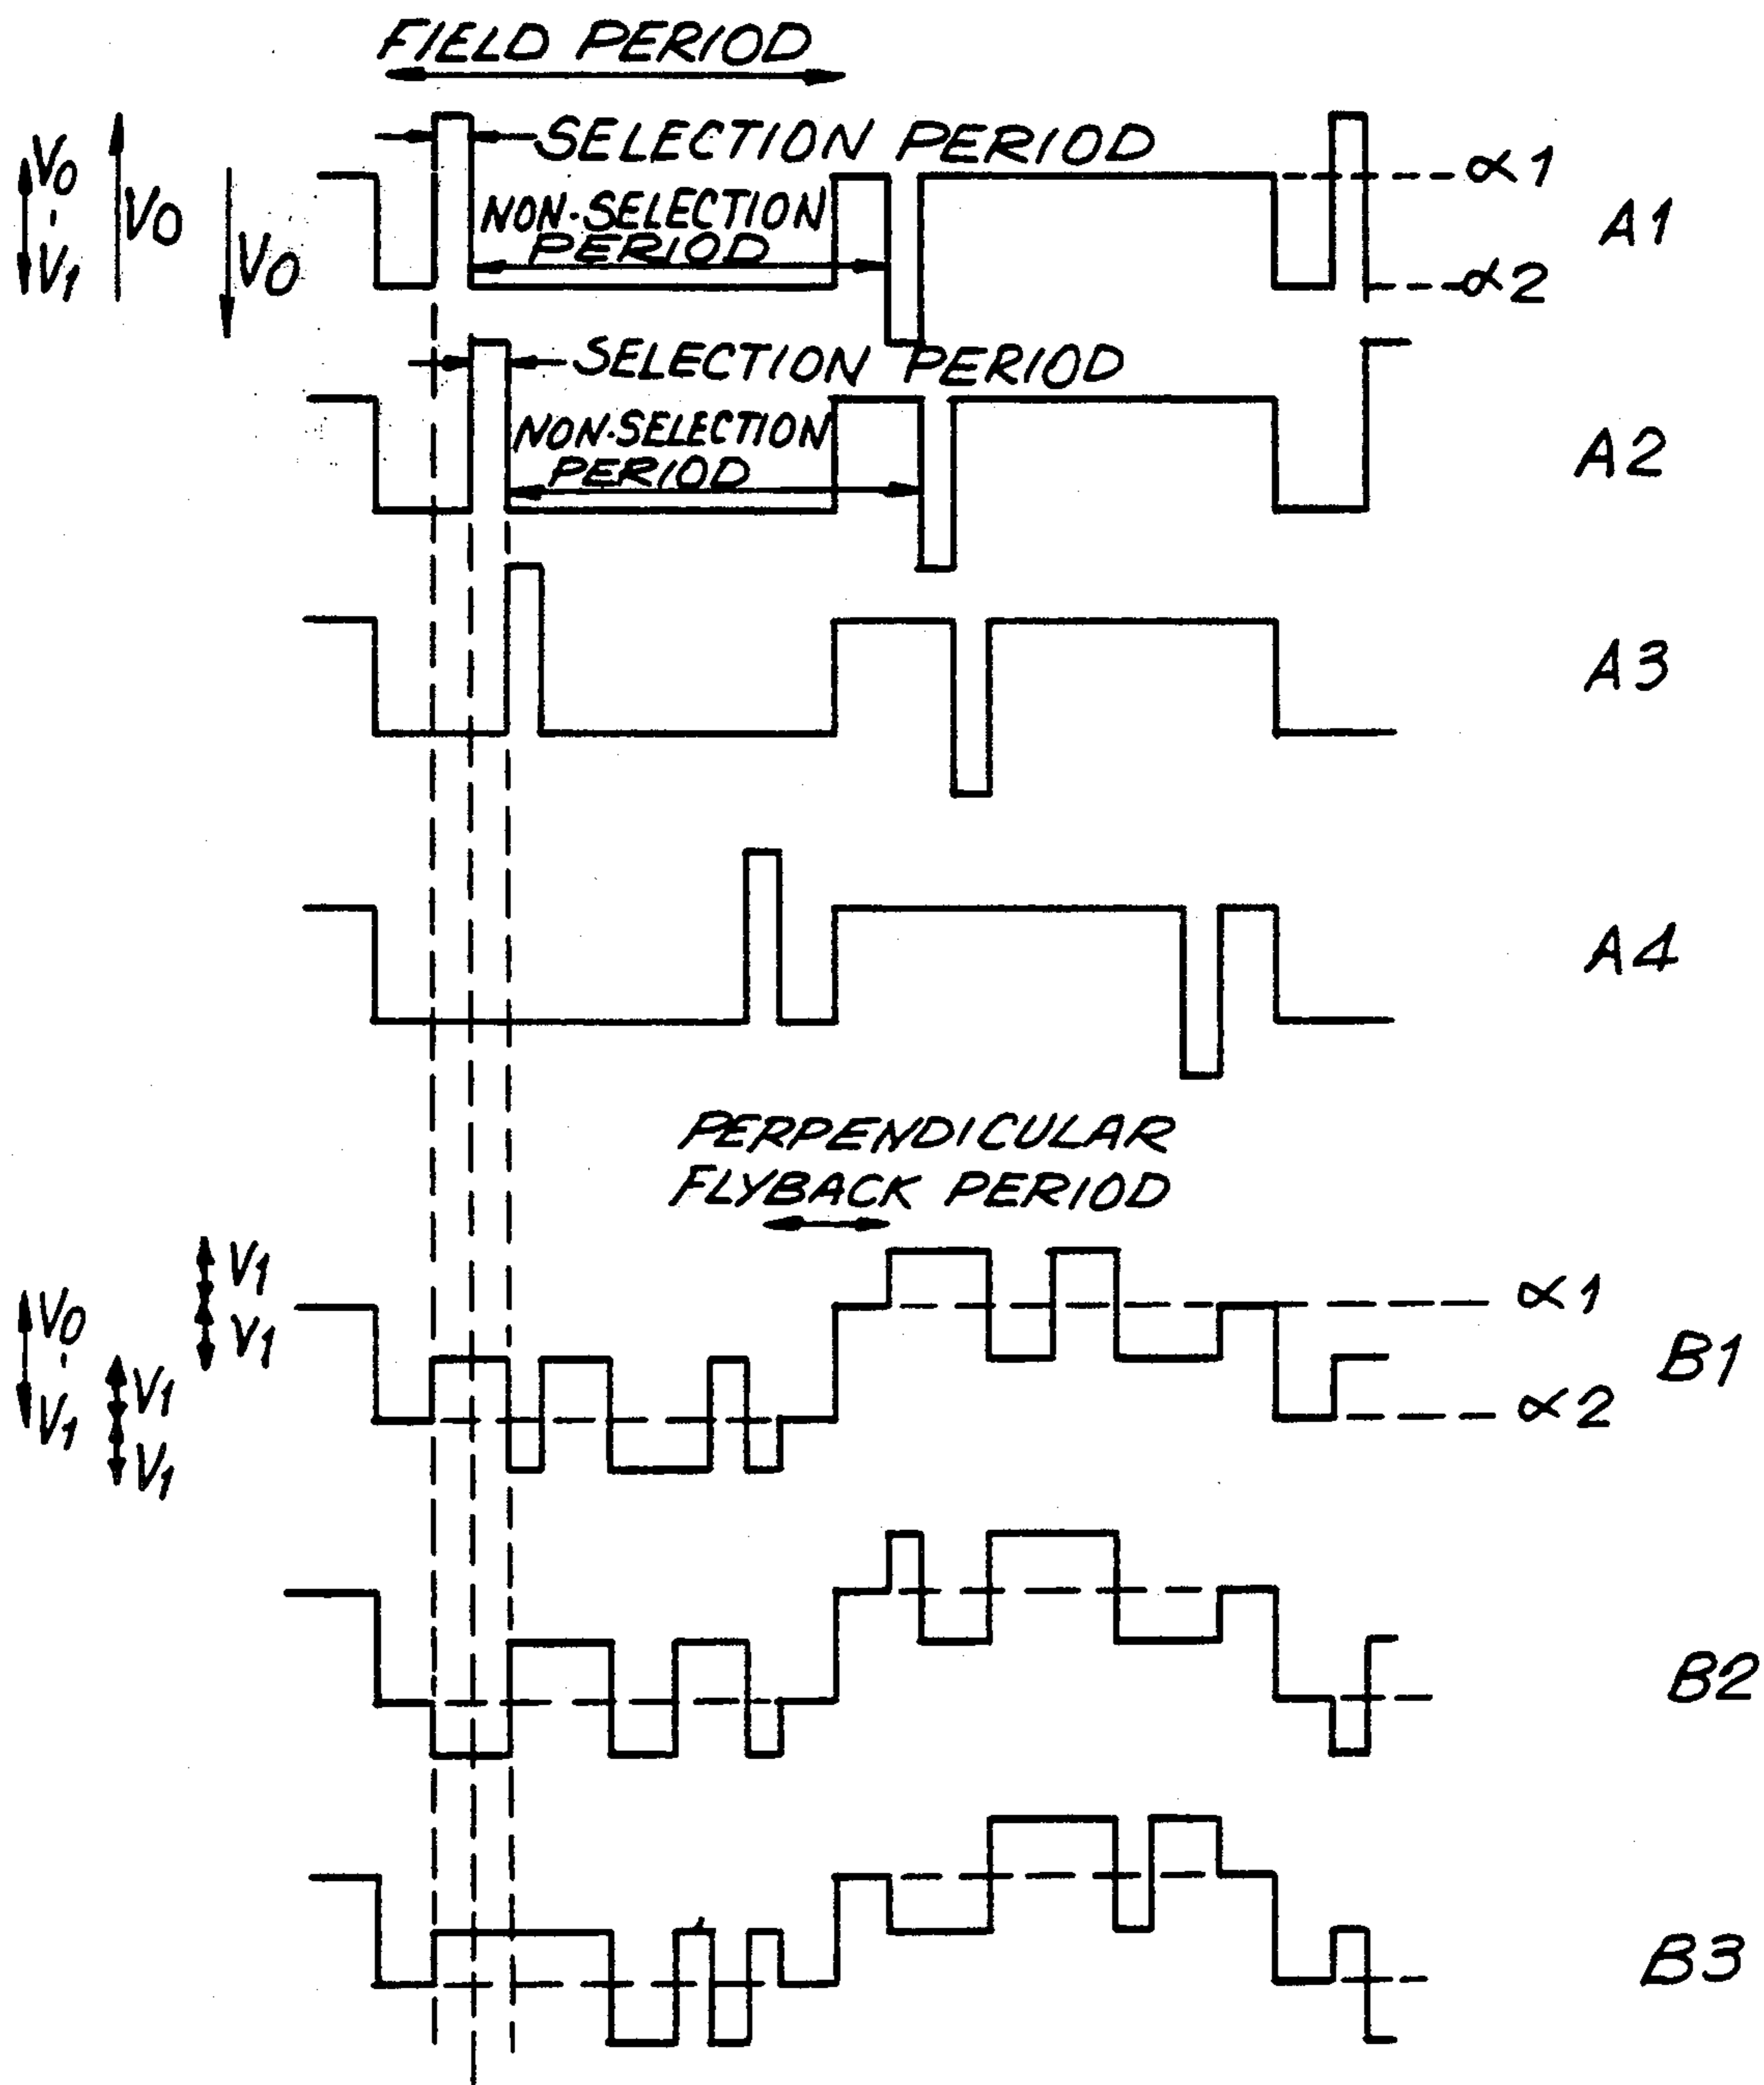 FIELD PERIOD
SELECTION PERIOD
V0-V1
V0
V0
NON-SELECTION
PERIOD
α1
α2
A1
SELECTION PERIOD
NON-SELECTION
PERIOD
A2
A3
A4
PERPENDICULAR
FLYBACK PERIOD
V1
V1
V0-V1
V1
V1
α1
α2
B1
B2
B3